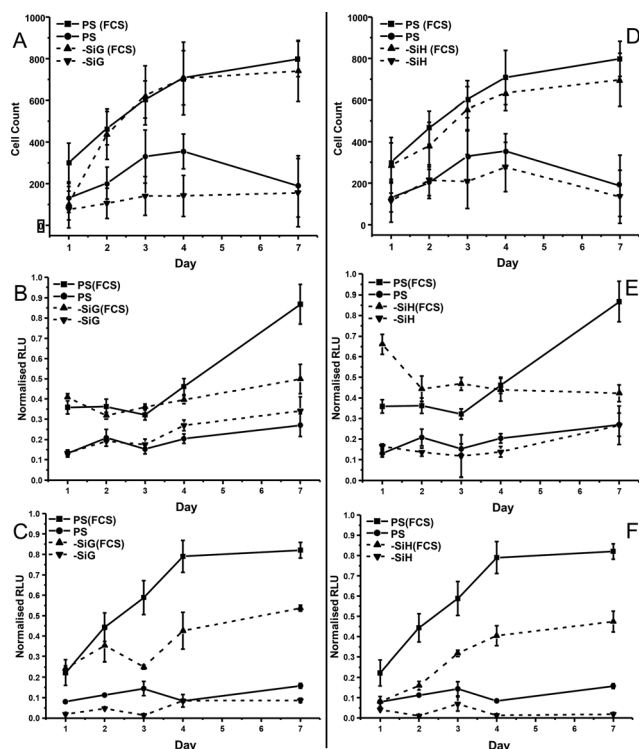 A
PS (FCS)
PS
-SiG (FCS)
-SiG
Cell Count
1000
800
600
400
200
0
1 2 3 4 5 6 7
Day
D
PS (FCS)
PS
-SiH (FCS)
-SiH
Cell Count
1000
800
600
400
200
0
1 2 3 4 5 6 7
Day
B
PS(FCS)
PS
-SiG(FCS)
-SiG
Normalised RLU
1.0
0.9
0.8
0.7
0.6
0.5
0.4
0.3
0.2
0.1
0.0
1 2 3 4 5 6 7
Day
E
PS(FCS)
PS
-SiH(FCS)
-SiH
Normalised RLU
1.0
0.9
0.8
0.7
0.6
0.5
0.4
0.3
0.2
0.1
0.0
1 2 3 4 5 6 7
Day
C
PS(FCS)
PS
-SiG(FCS)
-SiG
Normalised RLU
1.0
0.9
0.8
0.7
0.6
0.5
0.4
0.3
0.2
0.1
0.0
1 2 3 4 5 6 7
Day
F
PS(FCS)
PS
-SiH(FCS)
-SiH
Normalised RLU
1.0
0.9
0.8
0.7
0.6
0.5
0.4
0.3
0.2
0.1
0.0
1 2 3 4 5 6 7
Day